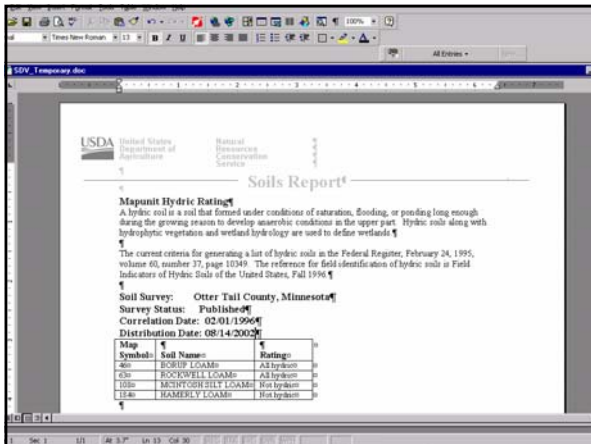 Times New Roman
13
B I U
100%
All Entries
SDV_Temporary.doc
USDA United States Department of Agriculture
Natural Resources Conservation Service
Soils Report
Mapunit Hydric Rating¶
A hydric soil is a soil that formed under conditions of saturation, flooding, or ponding long enough
during the growing season to develop anaerobic conditions in the upper part. Hydric soils along with
hydrophytic vegetation and wetland hydrology are used to define wetlands ¶
¶
The current criteria for generating a list of hydric soils in the Federal Register, February 24, 1995,
volume 60, number 37, page 10349. The reference for field identification of hydric soils is Field
Indicators of Hydric Soils of the United States, Fall 1996 ¶
¶
Soil Survey: Otter Tail County, Minnesota¶
Survey Status: Published¶
Correlation Date: 02/01/1996¶
Distribution Date: 08/14/2002¶
Map Symbol Soil Name Rating
46 BORUP LOAM All hydric
63 ROCKWELL LOAM All hydric
108 MCINTOSH SILT LOAM Not hydric
184 HAMERLY LOAM Not hydric
¶
Sec 1 1/1 At 3.7" Ln 13 Col 30